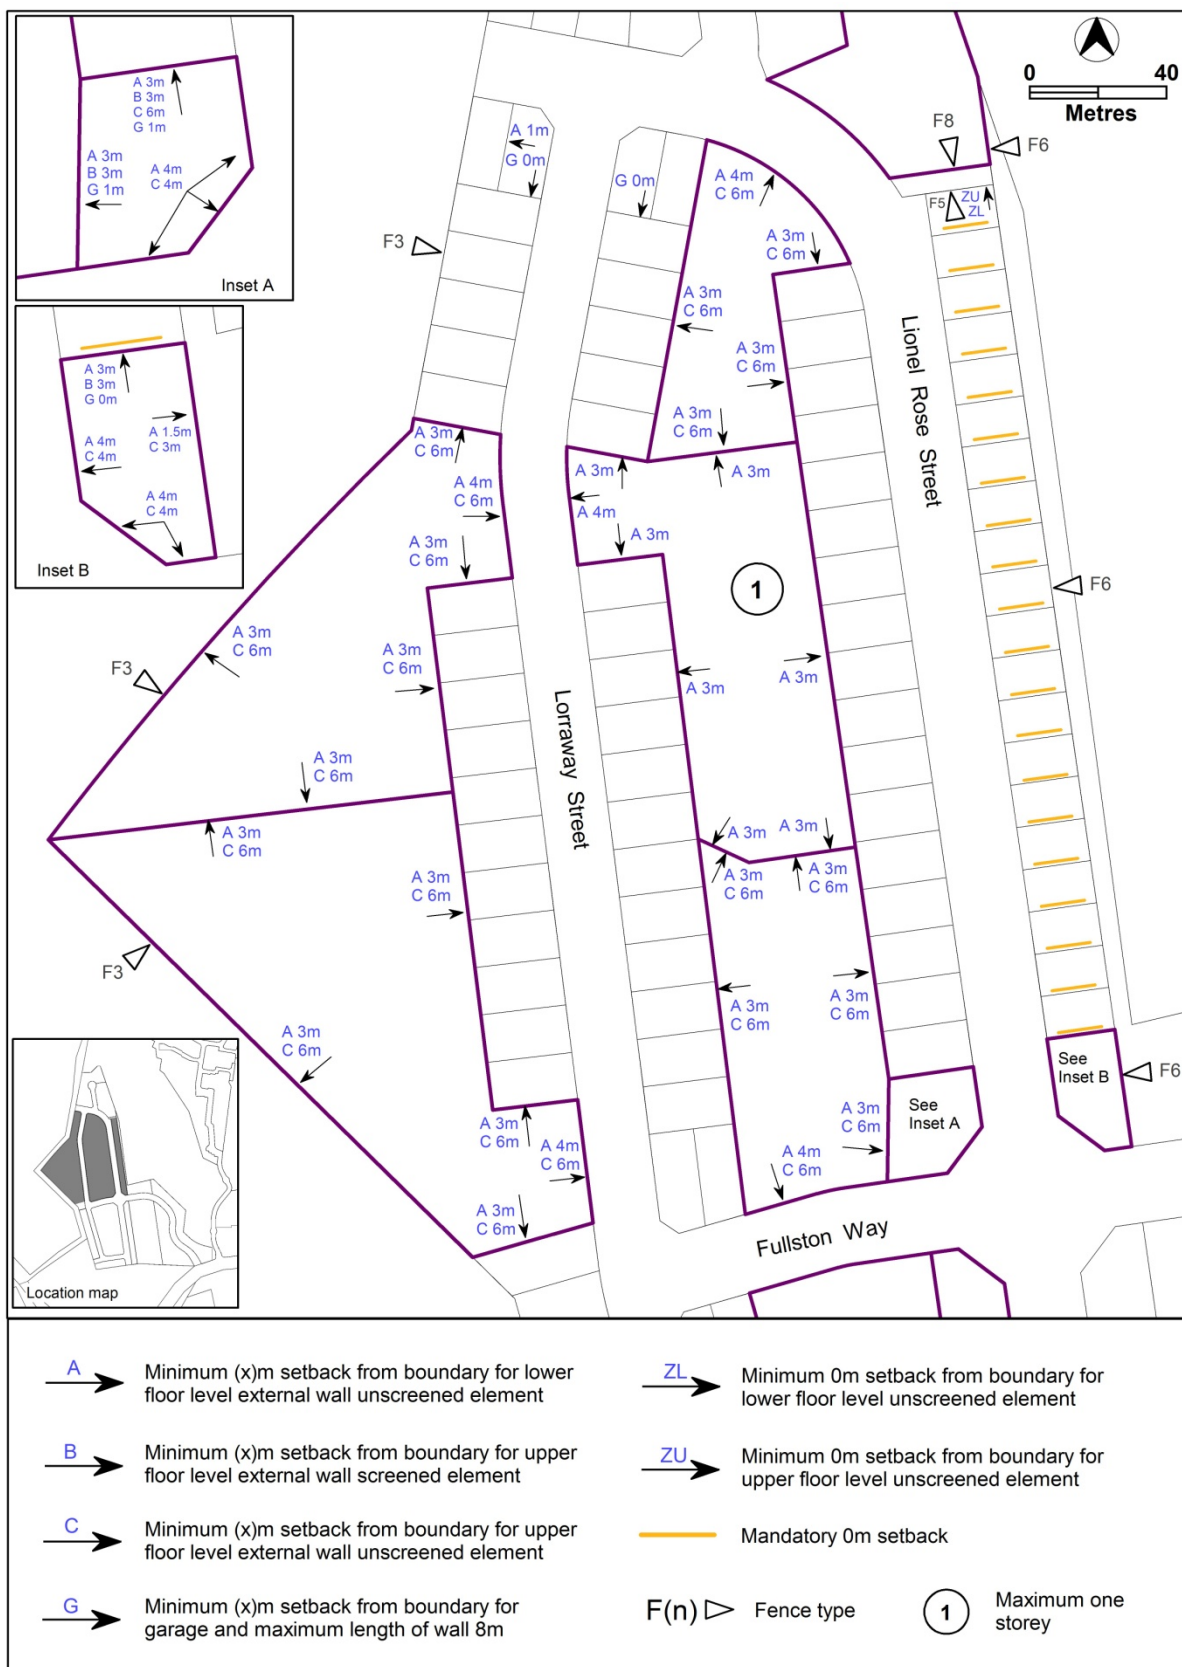 A 3m
B 3m
C 6m
G 1m
A 3m
B 3m
G 1m
A 4m
C 4m
Inset A
A 3m
B 3m
G 0m
A 1.5m
C 3m
A 4m
C 4m
A 4m
C 4m
Inset B
0 40
Metres
F8
F6
F5
ZU
ZL
A 1m
G 0m
G 0m
F3
A 4m
C 6m
A 3m
C 6m
A 3m
C 6m
A 3m
C 6m
A 3m
C 6m
A 3m
A 3m
C 6m
A 4m
C 6m
A 3m
C 6m
A 3m
A 4m
A 3m
1
Lionel Rose Street
F6
F3
A 3m
C 6m
A 3m
C 6m
A 3m
A 3m
A 3m
C 6m
A 3m
C 6m
Lorraway Street
A 3m
A 3m
A 3m
C 6m
A 3m
C 6m
A 3m
C 6m
F3
A 3m
C 6m
A 3m
C 6m
A 3m
C 6m
See
Inset B
F6
See
Inset A
A 3m
C 6m
A 4m
C 6m
A 3m
C 6m
A 4m
C 6m
A 3m
C 6m
Fullston Way
Location map
A
Minimum (x)m setback from boundary for lower
floor level external wall unscreened element
B
Minimum (x)m setback from boundary for upper
floor level external wall screened element
C
Minimum (x)m setback from boundary for upper
floor level external wall unscreened element
G
Minimum (x)m setback from boundary for
garage and maximum length of wall 8m
ZL
Minimum 0m setback from boundary for
lower floor level unscreened element
ZU
Minimum 0m setback from boundary for
upper floor level unscreened element
Mandatory 0m setback
F(n)
Fence type
1
Maximum one
storey